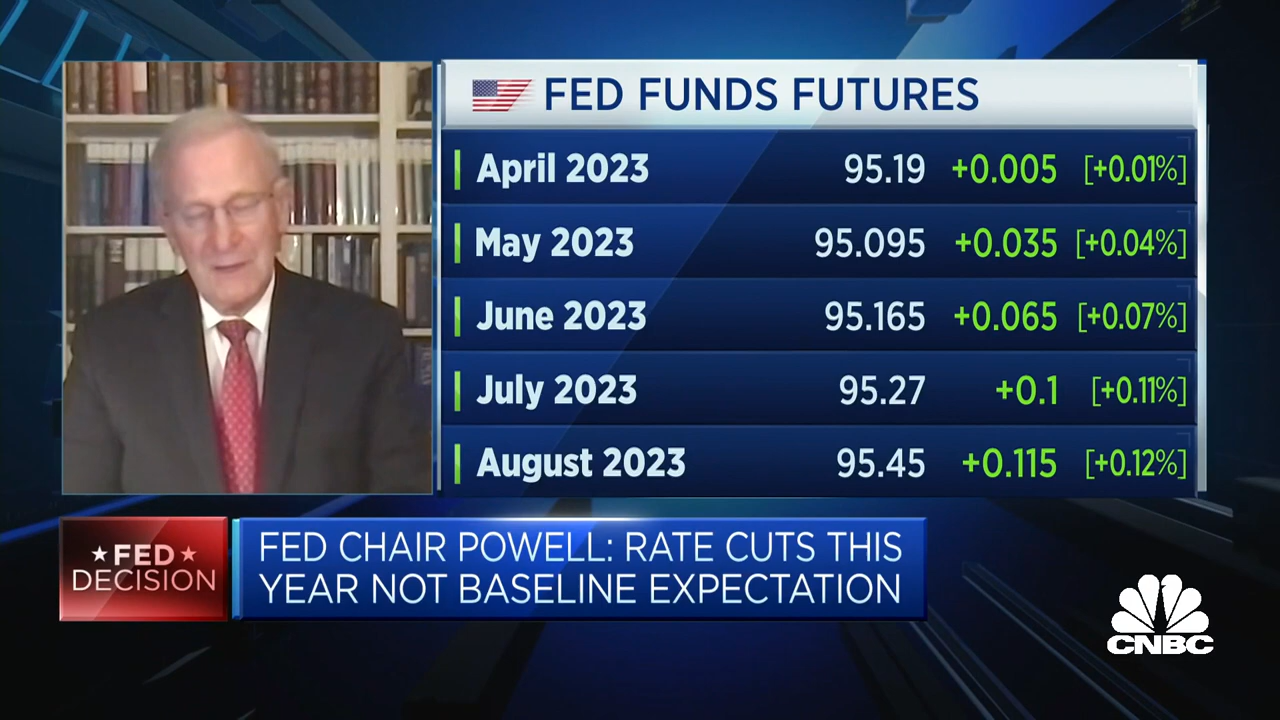 FED FUNDS FUTURES
April 2023 95.19 +0.005 [+0.01%]
May 2023 95.095 +0.035 [+0.04%]
June 2023 95.165 +0.065 [+0.07%]
July 2023 95.27 +0.1 [+0.11%]
August 2023 95.45 +0.115 [+0.12%]
FED
DECISION
FED CHAIR POWELL: RATE CUTS THIS
YEAR NOT BASELINE EXPECTATION
CNBC